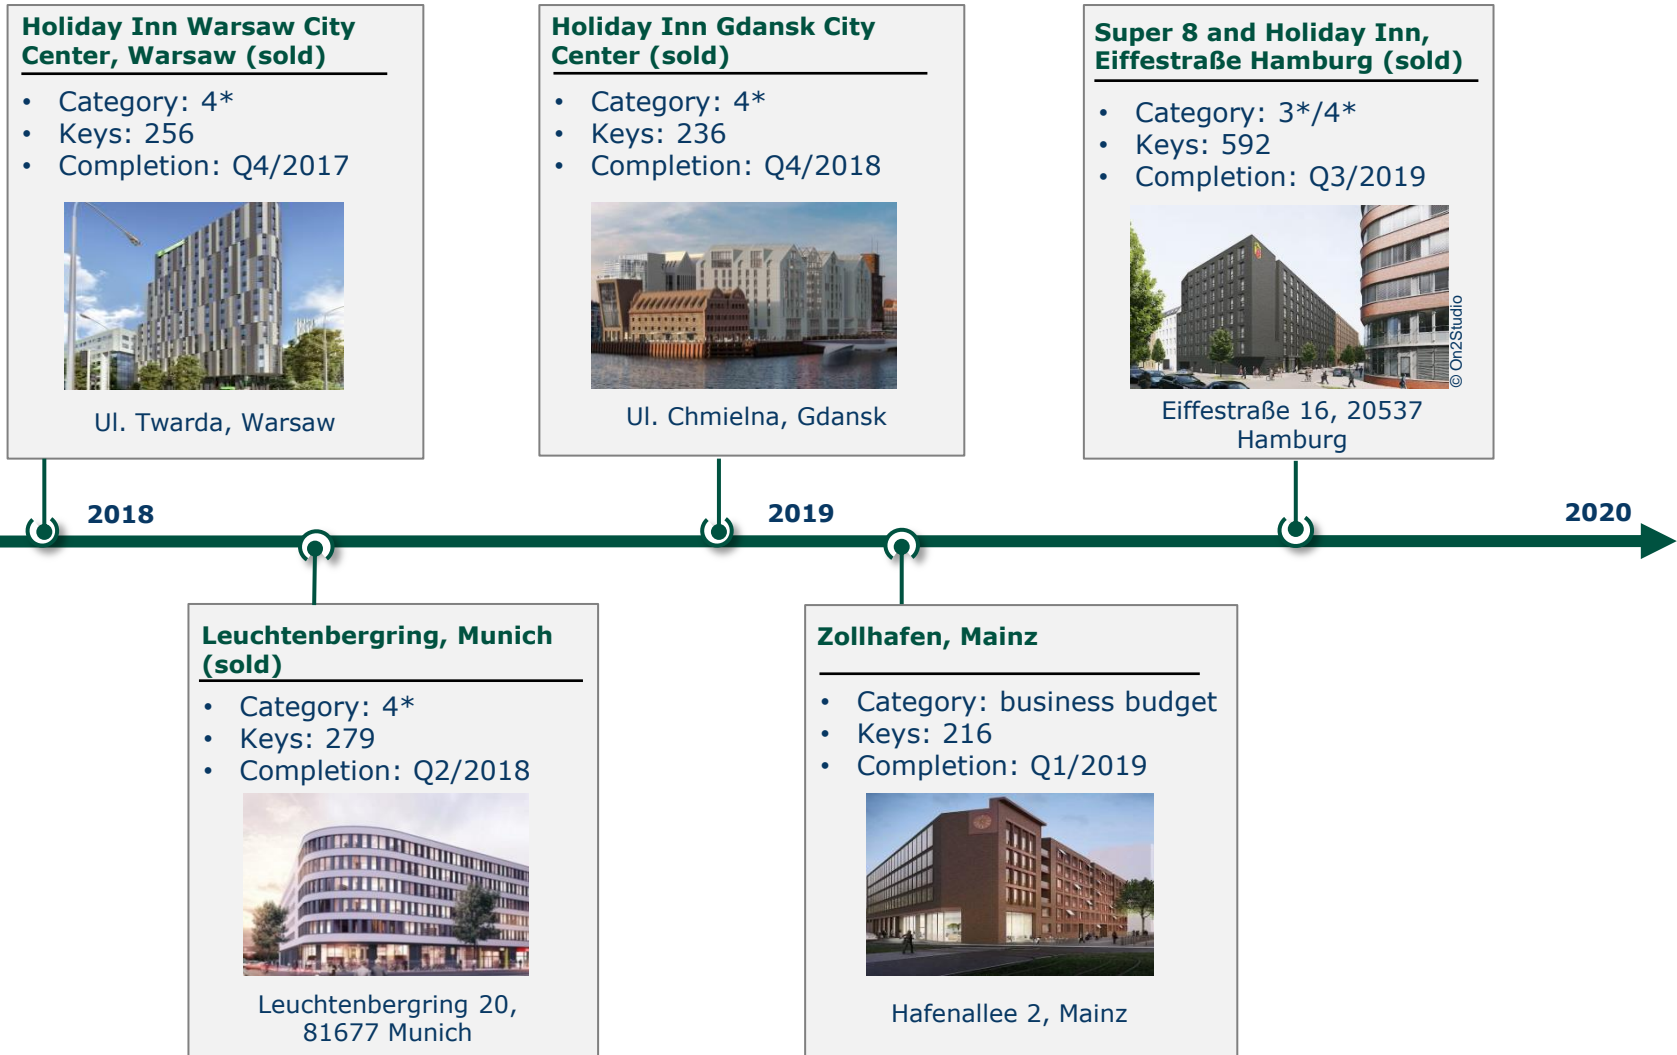 Holiday Inn Warsaw City
Center, Warsaw (sold)
• Category: 4*
• Keys: 256
• Completion: Q4/2017
Ul. Twarda, Warsaw
Holiday Inn Gdansk City
Center (sold)
• Category: 4*
• Keys: 236
• Completion: Q4/2018
Ul. Chmielna, Gdansk
Super 8 and Holiday Inn,
Eiffestraße Hamburg (sold)
• Category: 3*/4*
• Keys: 592
• Completion: Q3/2019
© On2Studio
Eiffestraße 16, 20537
Hamburg
2018
2019
2020
Leuchtenbergring, Munich
(sold)
• Category: 4*
• Keys: 279
• Completion: Q2/2018
Leuchtenbergring 20,
81677 Munich
Zollhafen, Mainz
• Category: business budget
• Keys: 216
• Completion: Q1/2019
Hafenallee 2, Mainz